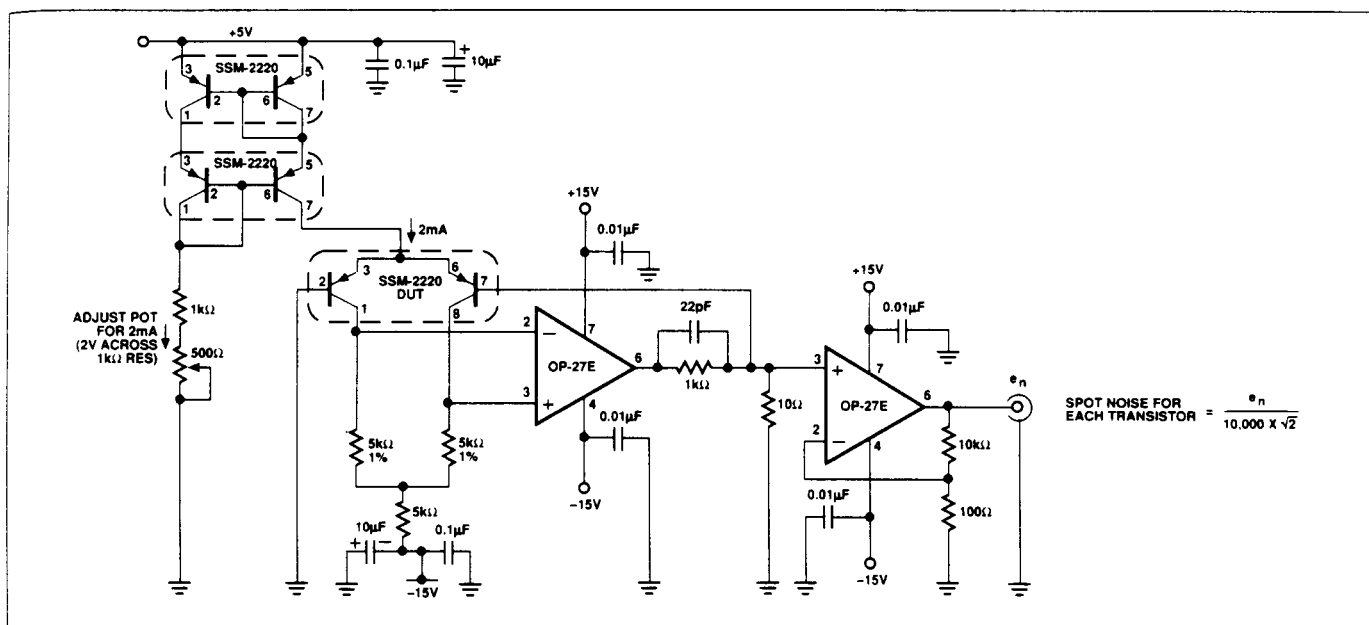 +5V
0.1µF
+
10µF
SSM-2220
3
5
2
6
1
7
SSM-2220
3
5
2
6
1
7
2mA
1kΩ
ADJUST POT
FOR 2mA
(2V ACROSS
1kΩ RES)
500Ω
2
3
6
7
SSM-2220
DUT
1
8
5kΩ
1%
5kΩ
1%
5kΩ
10µF
+
−
0.1µF
−15V
+15V
0.01µF
7
2
−
OP-27E
6
3
+
4
0.01µF
−15V
22pF
1kΩ
10Ω
+15V
0.01µF
7
3
+
OP-27E
6
2
−
4
0.01µF
−15V
10kΩ
100Ω
en
SPOT NOISE FOR
EACH TRANSISTOR = en / 10,000 X √2